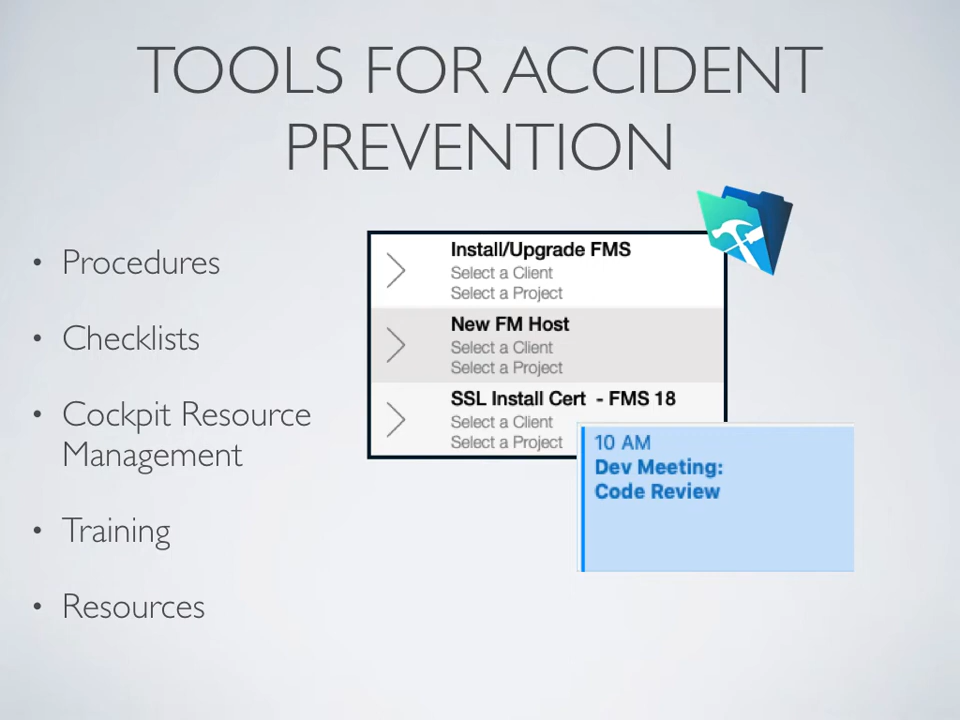 TOOLS FOR ACCIDENT
PREVENTION
• Procedures
• Checklists
• Cockpit Resource
Management
• Training
• Resources
Install/Upgrade FMS
Select a Client
Select a Project
New FM Host
Select a Client
Select a Project
SSL Install Cert - FMS 18
Select a Client
Select a Project
10 AM
Dev Meeting:
Code Review